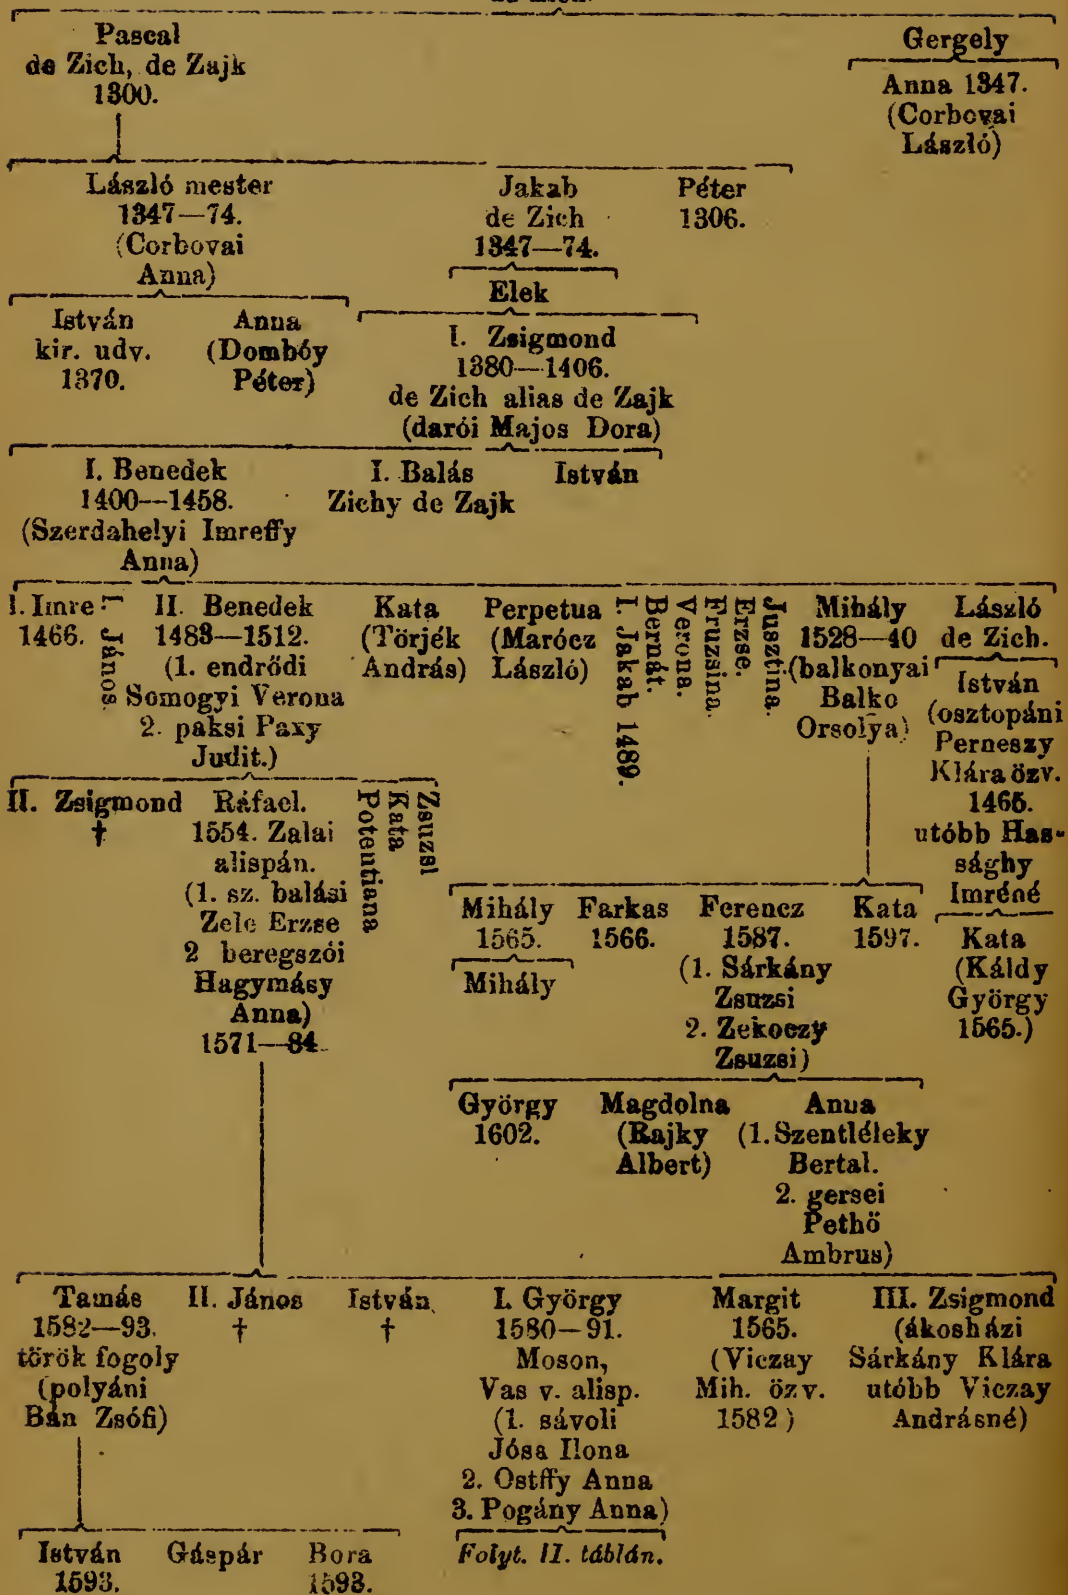 Pascal
de Zich, de Zajk
1300.
Gergely
Anna 1347.
(Corbovai
László)
László mester
1347—74.
(Corbovai
Anna)
Jakab
de Zich
1347—74.
Péter
1306.
Elek
István
kir. udv.
1370.
Anna
(Dombóy
Péter)
I. Zsigmond
1380—1406.
de Zich alias de Zajk
(darói Majos Dora)
I. Benedek
1400—1458.
(Szerdahelyi Imreffy
Anna)
I. Balás
Zichy de Zajk
István
I. Imre
1466.
I. János.
II. Benedek
1483—1512.
(1. endrődi
Somogyi Verona
2. paksi Paxy
Judit.)
Kata
(Törjék
András)
Perpetua
(Marócz
László)
I. Jakab 1489.
Bernát.
Verona.
Fruzsina.
Erzse.
Jusztina.
Mihály
1528—40
(balkonyai
Balko
Orsolya)
László
de Zich.
István
(osztopáni
Perneszy
Klára özv.
1465.
utóbb Has-
sághy
Imréné
Kata
(Káldy
György
1565.)
II. Zsigmond
†
Ráfael.
1554. Zalai
alispán.
(1. sz. balási
Zele Erzse
2 beregszói
Hagymásy
Anna)
1571—84
Potentiana
Kata
Zsuzsi
Mihály
1565.
Mihály
Farkas
1566.
Ferencz
1587.
(1. Sárkány
Zsuzsi
2. Zekoczy
Zsuzsi)
Kata
1597.
György
1602.
Magdolna
(Rajky
Albert)
Anna
(1. Szentléleky
Bertal.
2. gersei
Pethő
Ambrus)
Tamás
1582—93.
török fogoly
(polyáni
Bán Zsófi)
II. János
†
István
†
I. György
1580—91.
Moson,
Vas v. alisp.
(1. sávoli
Jósa Ilona
2. Ostffy Anna
3. Pogány Anna)
Margit
1565.
(Viczay
Mih. özv.
1582)
III. Zsigmond
(ákosházi
Sárkány Klára
utóbb Viczay
Andrásné)
István
1593.
Gáspár
Bora
1593.
Folyt. II. táblán.